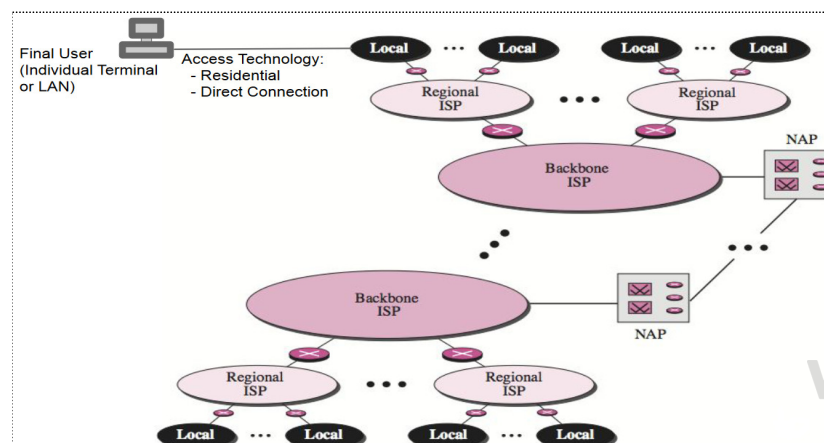 Final User
(Individual Terminal
or LAN)
Access Technology:
- Residential
- Direct Connection
Local ••• Local
Local ••• Local
Regional
ISP
•••
Regional
ISP
NAP
Backbone
ISP
•••
•••
Backbone
ISP
NAP
Regional
ISP
•••
Regional
ISP
Local ••• Local
Local ••• Local